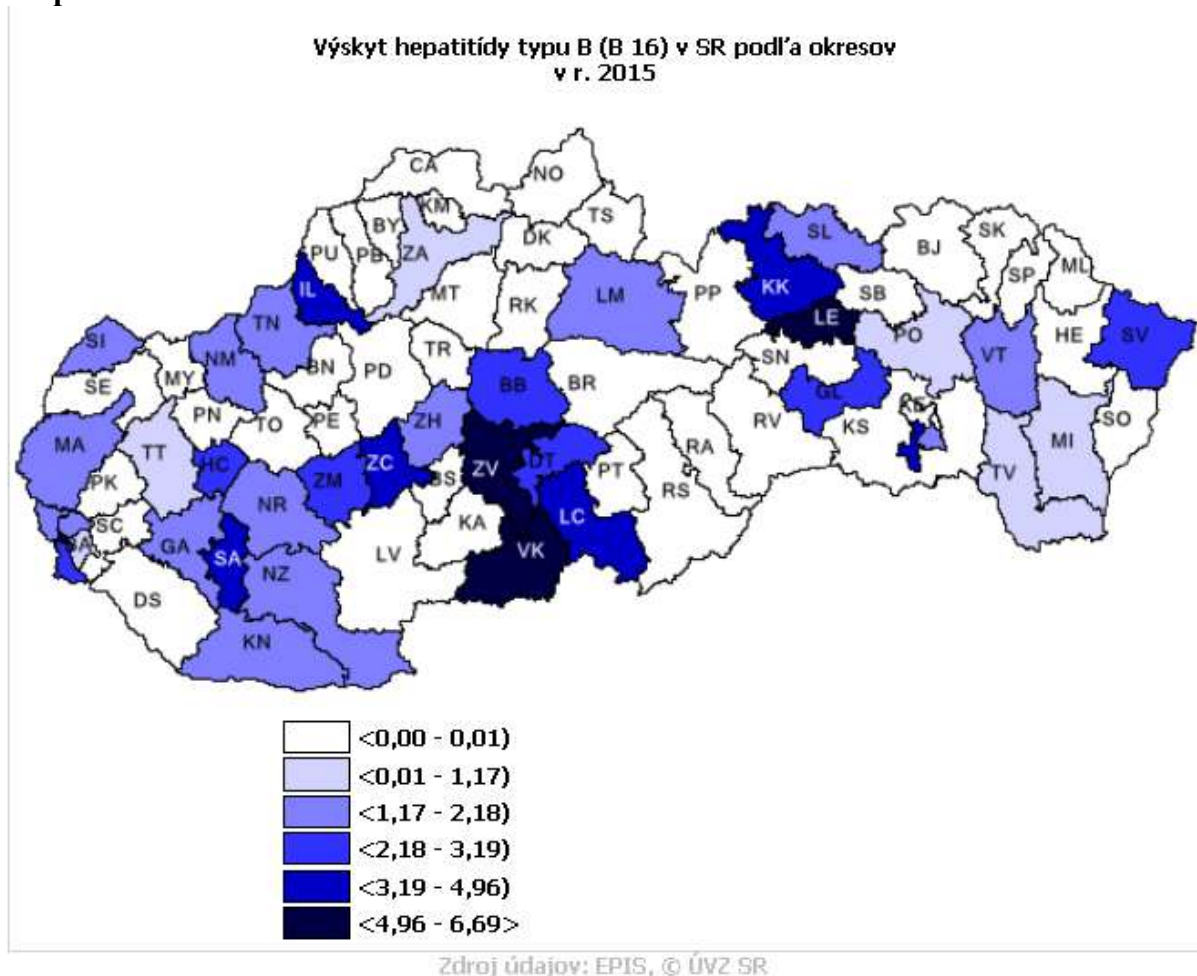 Výskyt hepatitídy typu B (B 16) v SR podľa okresov
v r. 2015
CA
NO
KM
TS
BY
PU
PB
ZA
DK
SL
BJ
SK
SP
ML
IL
MT
RK
LM
PP
KK
SB
HE
SV
TN
LE
PO
VT
SI
NM
TR
SN
SE
MY
BN
PD
BB
BR
GL
PN
TO
PE
ZH
RV
KS
SO
MA
TT
HC
ZM
ZC
ZV
DT
PT
RA
MI
TV
PK
NR
BS
RS
SC
GA
SA
KA
LC
LV
VK
NZ
DS
KN
<0,00 - 0,01)
<0,01 - 1,17)
<1,17 - 2,18)
<2,18 - 3,19)
<3,19 - 4,96)
<4,96 - 6,69>
Zdroj údajov: EPIS, © ÚVZ SR